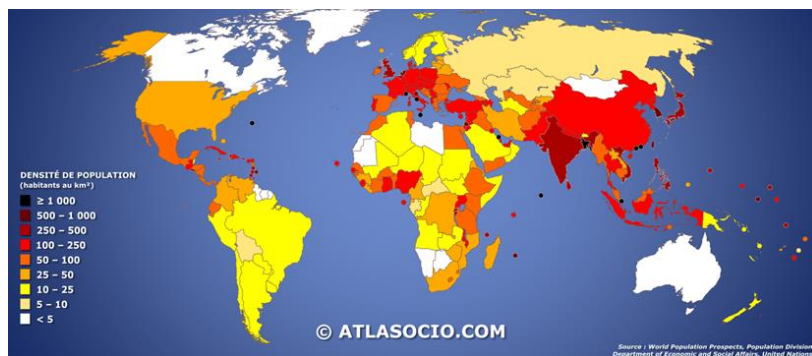 DENSITÉ DE POPULATION
(habitants au km²)
≥ 1 000
500 – 1 000
250 – 500
100 – 250
50 – 100
25 – 50
10 – 25
5 – 10
< 5
© ATLASOCIO.COM
Source : World Population Prospects, Population Division
Department of Economic and Social Affairs, United Nations